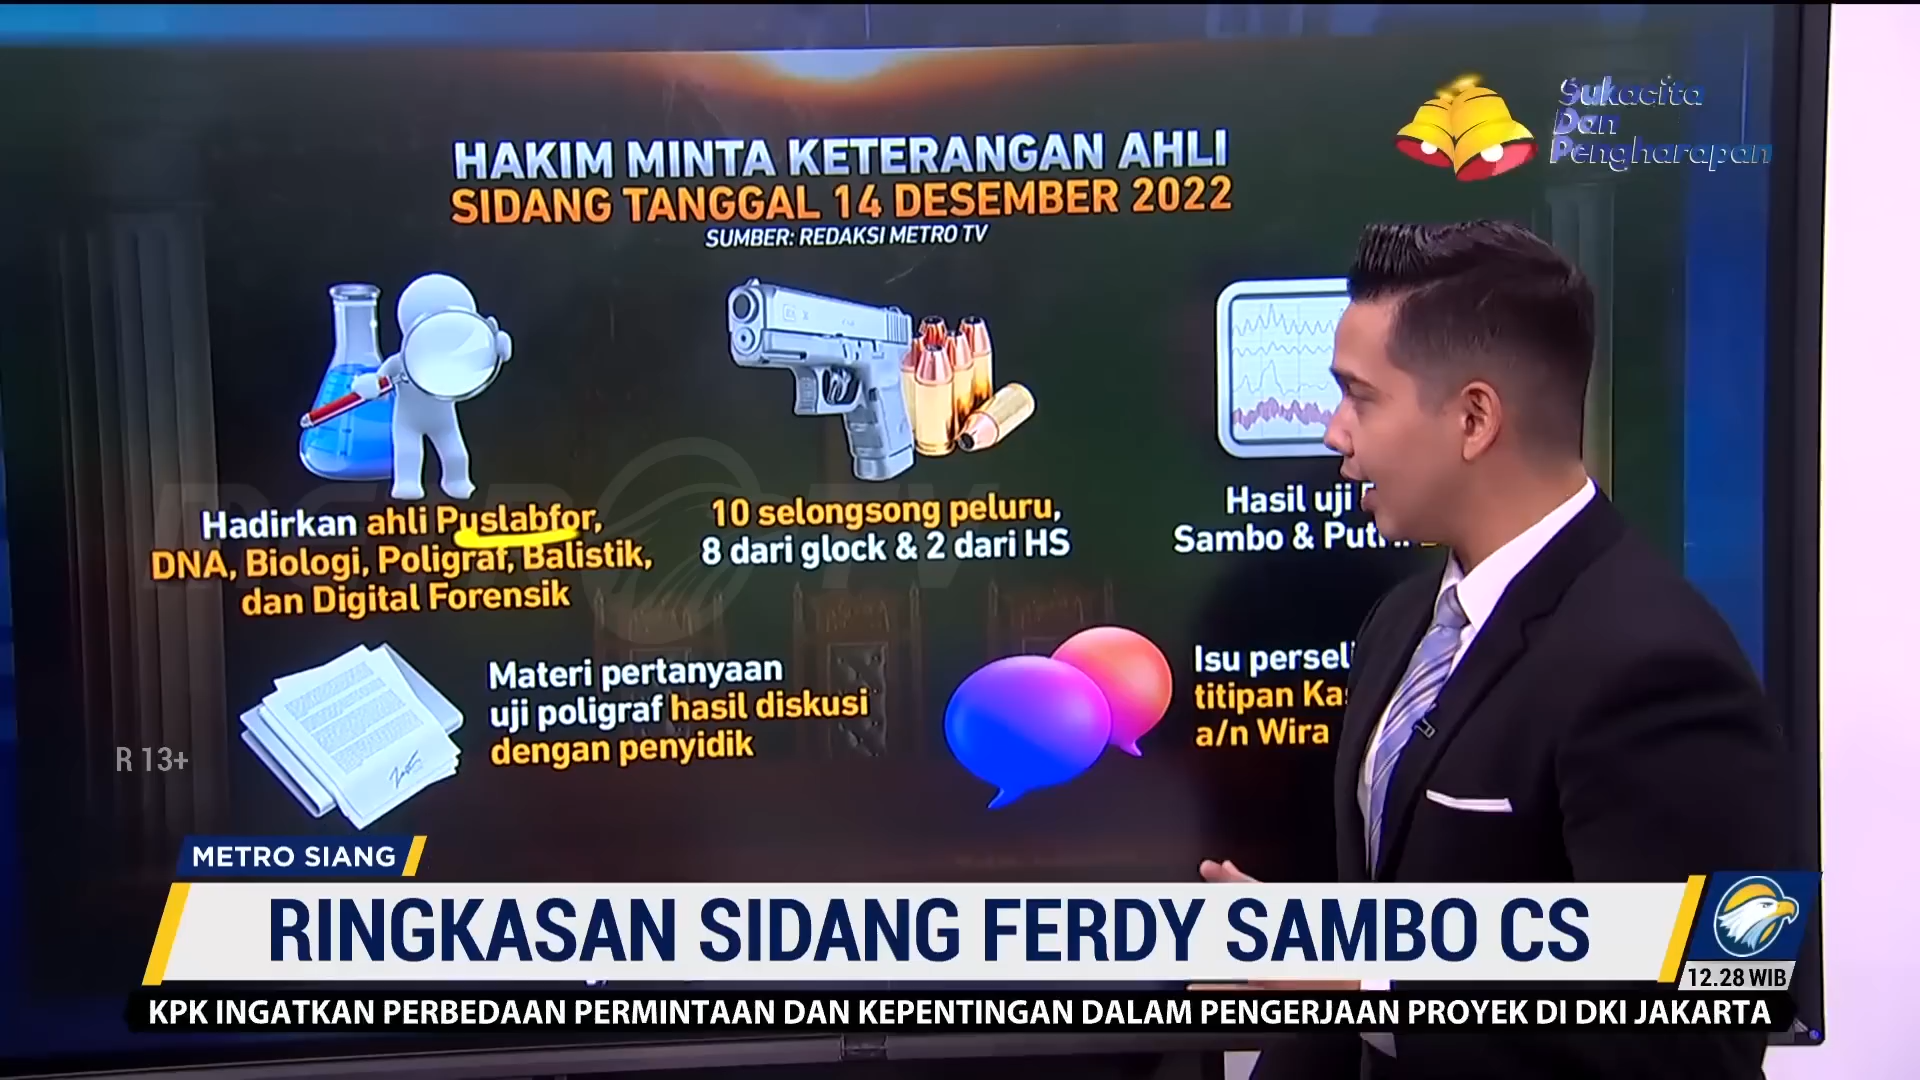 Sukacita
Dan
Pengharapan
HAKIM MINTA KETERANGAN AHLI
SIDANG TANGGAL 14 DESEMBER 2022
SUMBER: REDAKSI METRO TV
Hadirkan ahli Puslabfor,
DNA, Biologi, Poligraf, Balistik,
dan Digital Forensik
10 selongsong peluru,
8 dari glock & 2 dari HS
Hasil uji
Sambo &
Materi pertanyaan
uji poligraf hasil diskusi
dengan penyidik
Isu
titipan
a/n Wira
R 13+
METRO TV
METRO SIANG
RINGKASAN SIDANG FERDY SAMBO CS
12.28 WIB
KPK INGATKAN PERBEDAAN PERMINTAAN DAN KEPENTINGAN DALAM PENGERJAAN PROYEK DI DKI JAKARTA